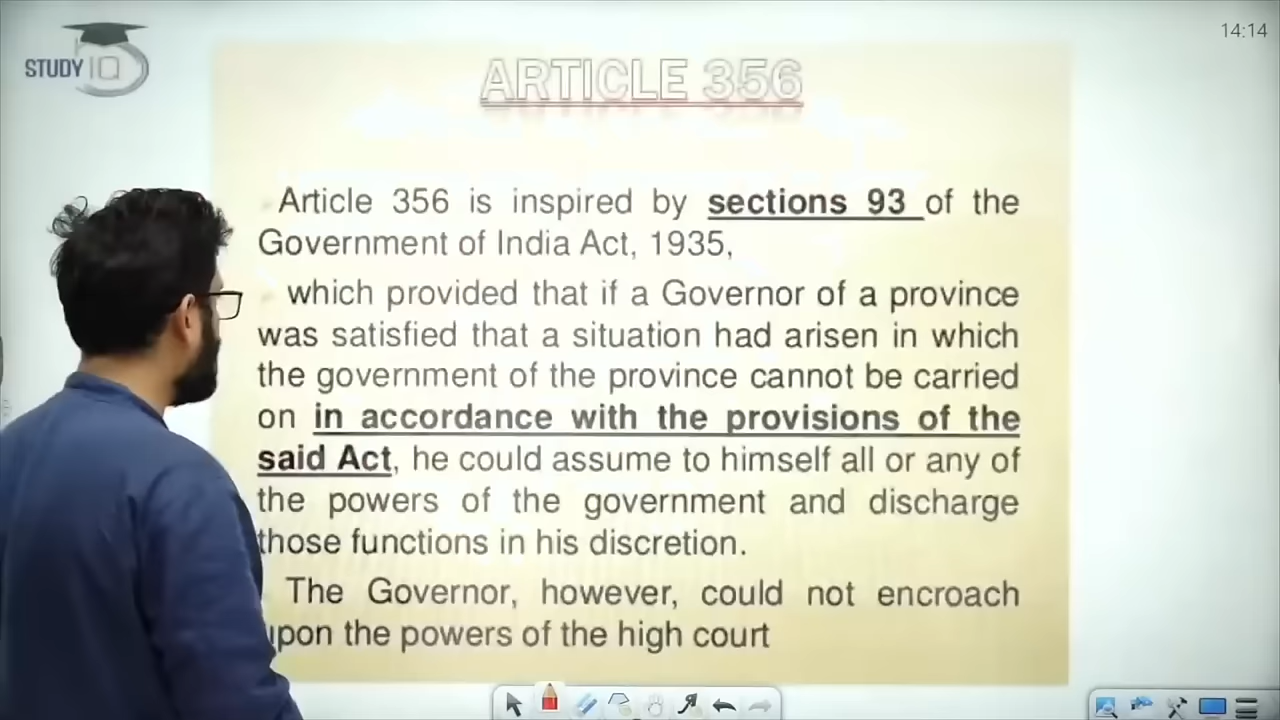 14:14
STUDY IQ
ARTICLE 356
Article 356 is inspired by sections 93 of the
Government of India Act, 1935,
which provided that if a Governor of a province
was satisfied that a situation had arisen in which
the government of the province cannot be carried
on in accordance with the provisions of the
said Act, he could assume to himself all or any of
the powers of the government and discharge
those functions in his discretion.
The Governor, however, could not encroach
upon the powers of the high court